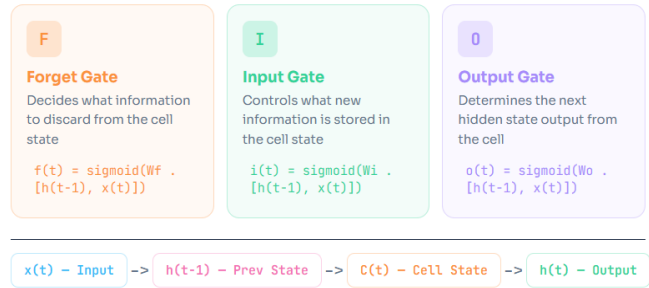 F
Forget Gate
Decides what information
to discard from the cell
state
f(t) = sigmoid(Wf .
[h(t-1), x(t)])
I
Input Gate
Controls what new
information is stored in
the cell state
i(t) = sigmoid(Wi .
[h(t-1), x(t)])
O
Output Gate
Determines the next
hidden state output from
the cell
o(t) = sigmoid(Wo .
[h(t-1), x(t)])
x(t) — Input -> h(t-1) — Prev State -> C(t) — Cell State -> h(t) — Output